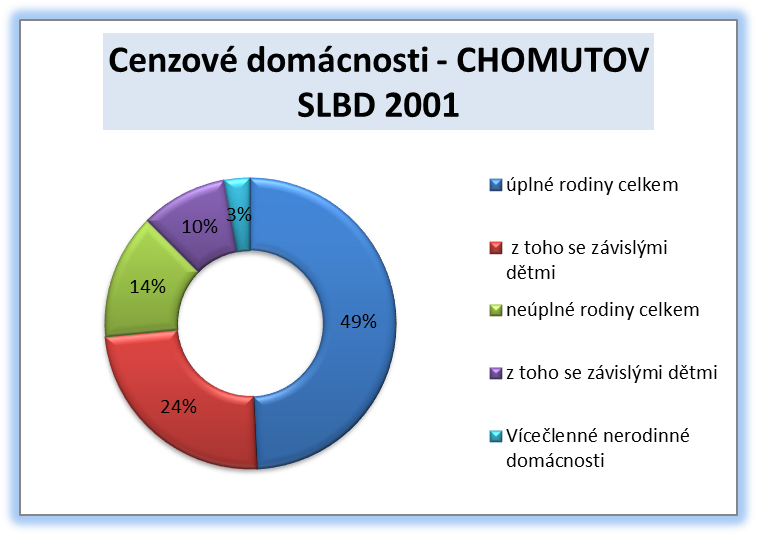 Cenzové domácnosti - CHOMUTOV
SLBD 2001
3%
10%
14%
49%
24%
úplné rodiny celkem
z toho se závislými
dětmi
neúplné rodiny celkem
z toho se závislými dětmi
Vícečlenné nerodinné
domácnosti